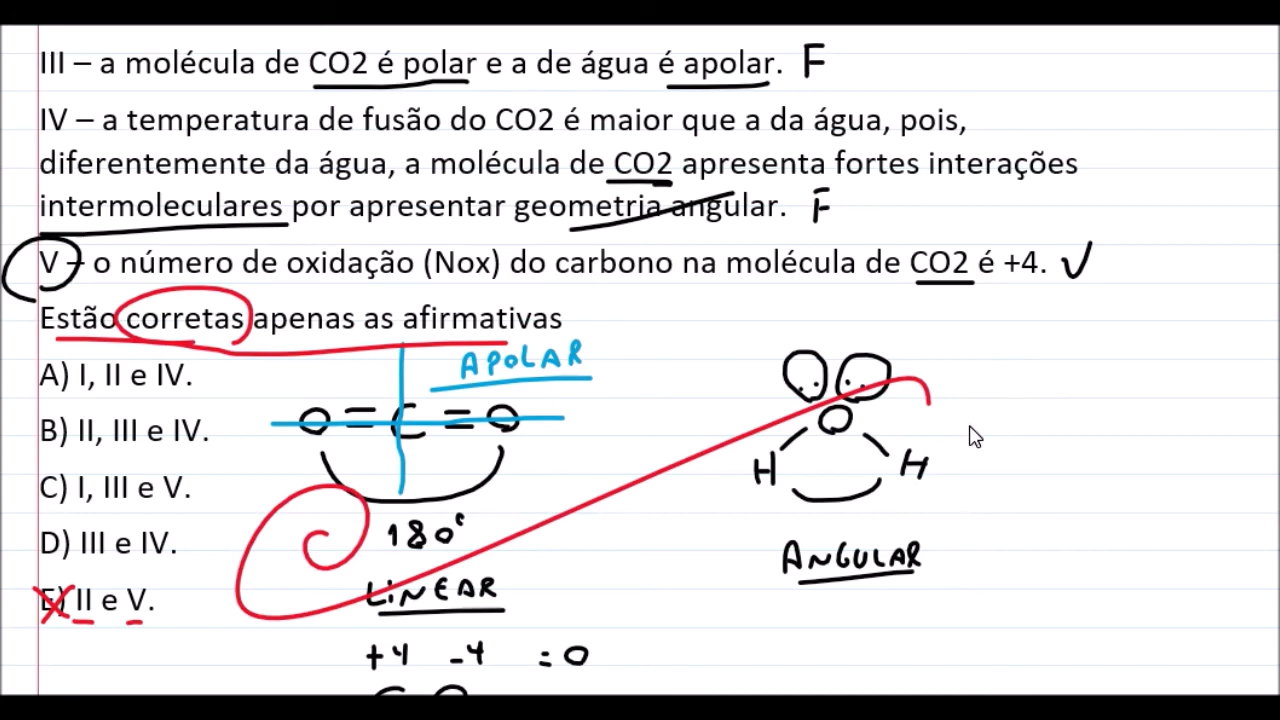 III – a molécula de CO2 é polar e a de água é apolar. F
IV – a temperatura de fusão do CO2 é maior que a da água, pois,
diferentemente da água, a molécula de CO2 apresenta fortes interações
intermoleculares por apresentar geometria angular. F
V – o número de oxidação (Nox) do carbono na molécula de CO2 é +4. V
Estão corretas apenas as afirmativas
A) I, II e IV.
B) II, III e IV.
C) I, III e V.
D) III e IV.
E) II e V.
APOLAR
O = C = O
180°
LINEAR
+4 -4 = 0
O
H H
ANGULAR